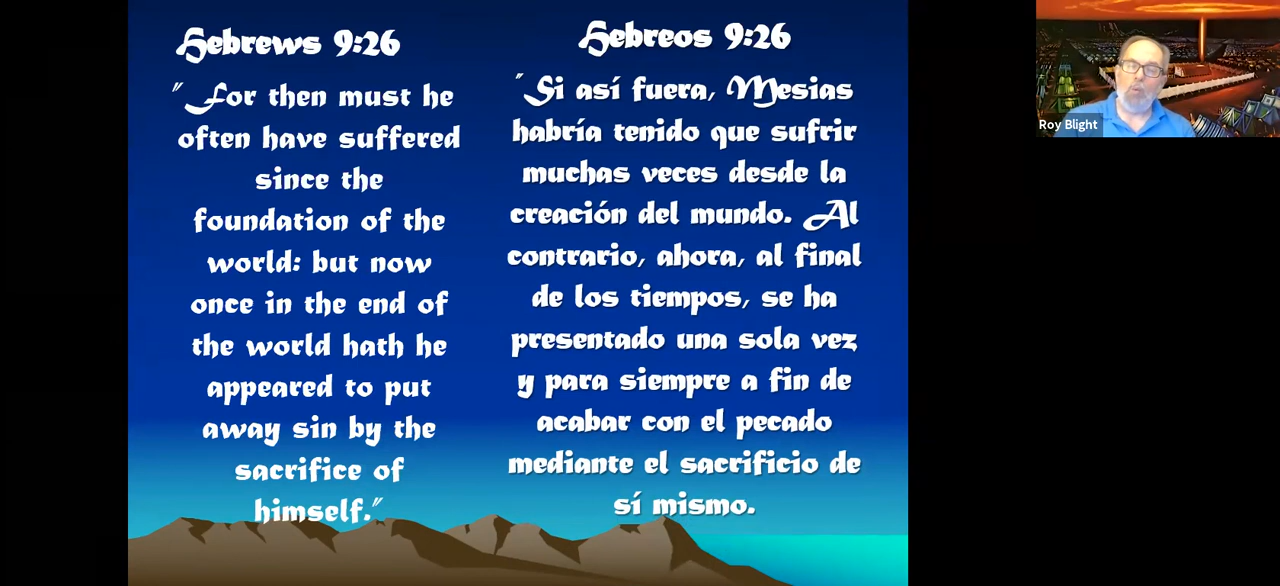 Hebrews 9:26
"For then must he
often have suffered
since the
foundation of the
world: but now
once in the end of
the world hath he
appeared to put
away sin by the
sacrifice of
himself."
Hebreos 9:26
"Si así fuera, Mesias
habría tenido que sufrir
muchas veces desde la
creación del mundo. Al
contrario, ahora, al final
de los tiempos, se ha
presentado una sola vez
y para siempre a fin de
acabar con el pecado
mediante el sacrificio de
sí mismo.
Roy Blight